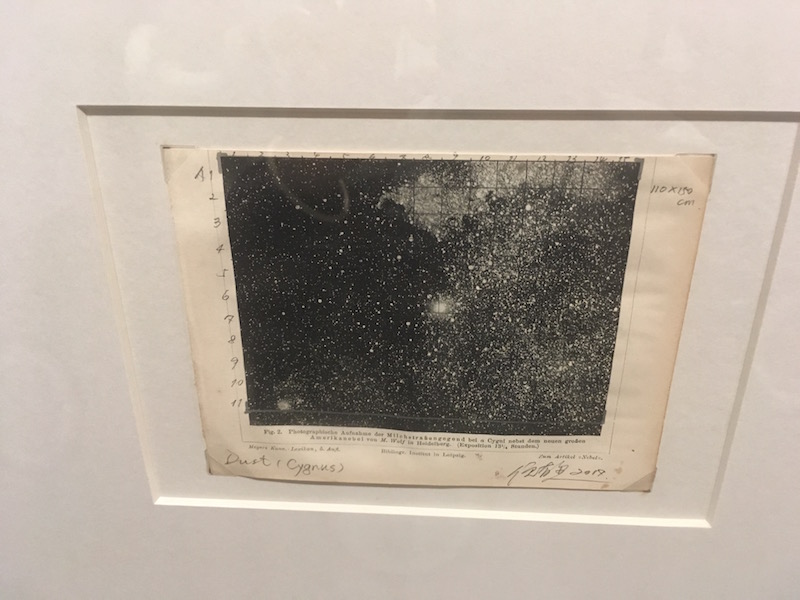 1 2 3 4 5 6 7 8 9 10 11 12 13 14 15
A 1
2
3
4
5
6
7
8
9
10
11
110 × 150
cm
Fig. 2. Photographische Aufnahme der Milchstraßengegend bei α Cygni nebst dem neuen großen
Amerikanebel von M. Wolf in Heidelberg. (Exposition 13¼ Stunden.)
Meyers Konv.-Lexikon, 5. Aufl.
Bibliogr. Institut in Leipzig.
Zum Artikel »Nebel«.
Dust (Cygnus)